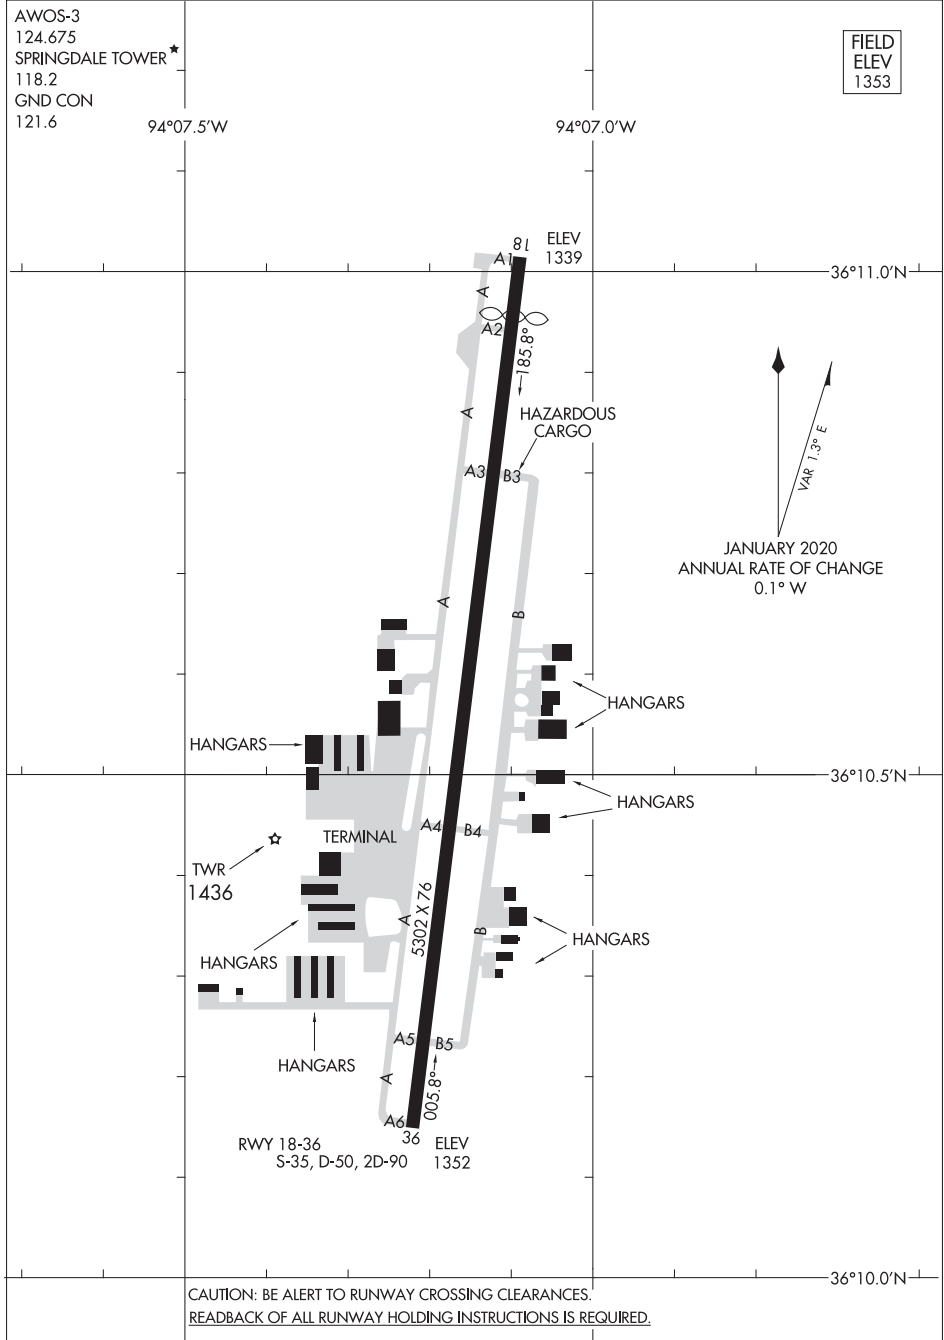 AWOS-3
124.675
SPRINGDALE TOWER
118.2
GND CON
121.6
FIELD
ELEV
1353
94°07.5'W
94°07.0'W
18
ELEV
1339
A1
36°11.0'N
A
A2
185.8°
A
HAZARDOUS
CARGO
A3
B3
VAR 1.3° E
JANUARY 2020
ANNUAL RATE OF CHANGE
0.1° W
A
B
HANGARS
HANGARS
36°10.5'N
HANGARS
A4
B4
TERMINAL
TWR
1436
5302 X 76
A
B
HANGARS
HANGARS
A5
B5
HANGARS
A
005.8°
A6
36
RWY 18-36
S-35, D-50, 2D-90
ELEV
1352
36°10.0'N
CAUTION: BE ALERT TO RUNWAY CROSSING CLEARANCES.
READBACK OF ALL RUNWAY HOLDING INSTRUCTIONS IS REQUIRED.